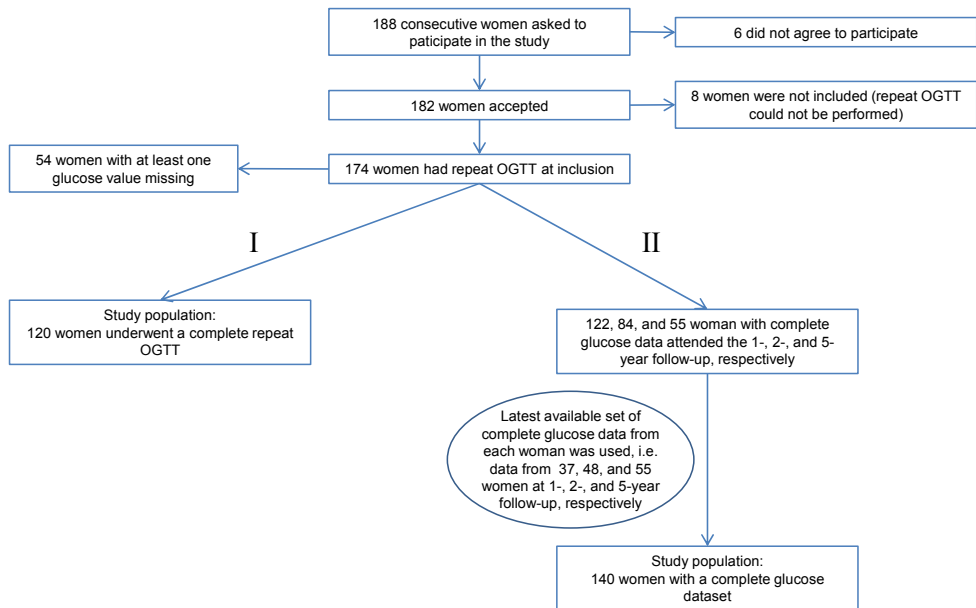 188 consecutive women asked to
paticipate in the study
6 did not agree to participate
182 women accepted
8 women were not included (repeat OGTT
could not be performed)
54 women with at least one
glucose value missing
174 women had repeat OGTT at inclusion
I
II
Study population:
120 women underwent a complete repeat
OGTT
122, 84, and 55 woman with complete
glucose data attended the 1-, 2-, and 5-
year follow-up, respectively
Latest available set of
complete glucose data from
each woman was used, i.e.
data from 37, 48, and 55
women at 1-, 2-, and 5-year
follow-up, respectively
Study population:
140 women with a complete glucose
dataset